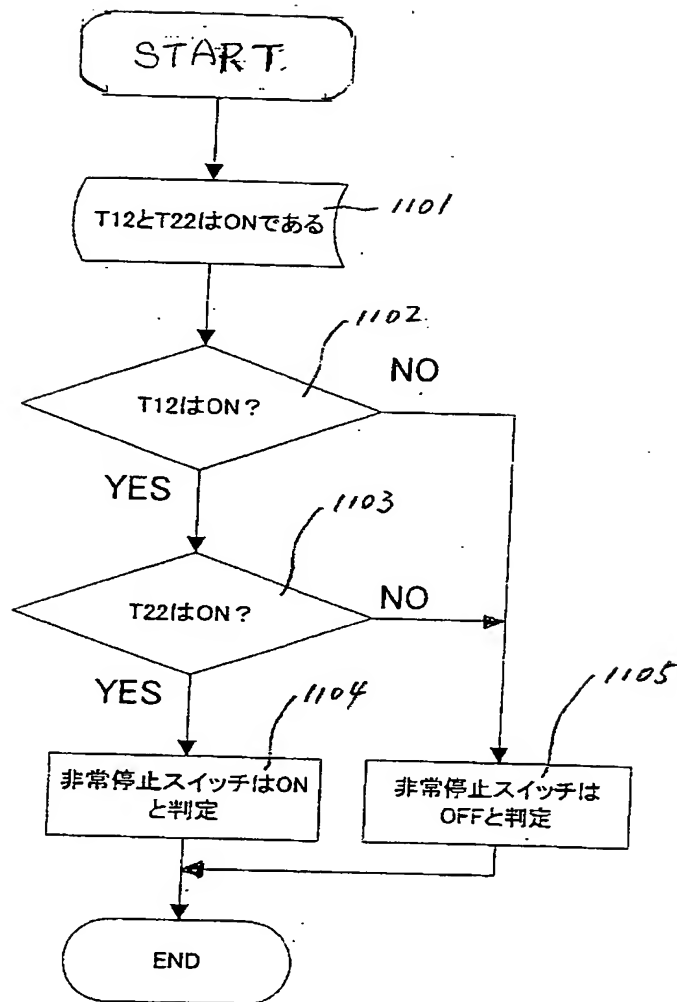 START
T12とT22はONである
1101
1102
T12はON?
NO
YES
1103
T22はON?
NO
YES
1104
1105
非常停止スイッチはON
と判定
非常停止スイッチは
OFFと判定
END